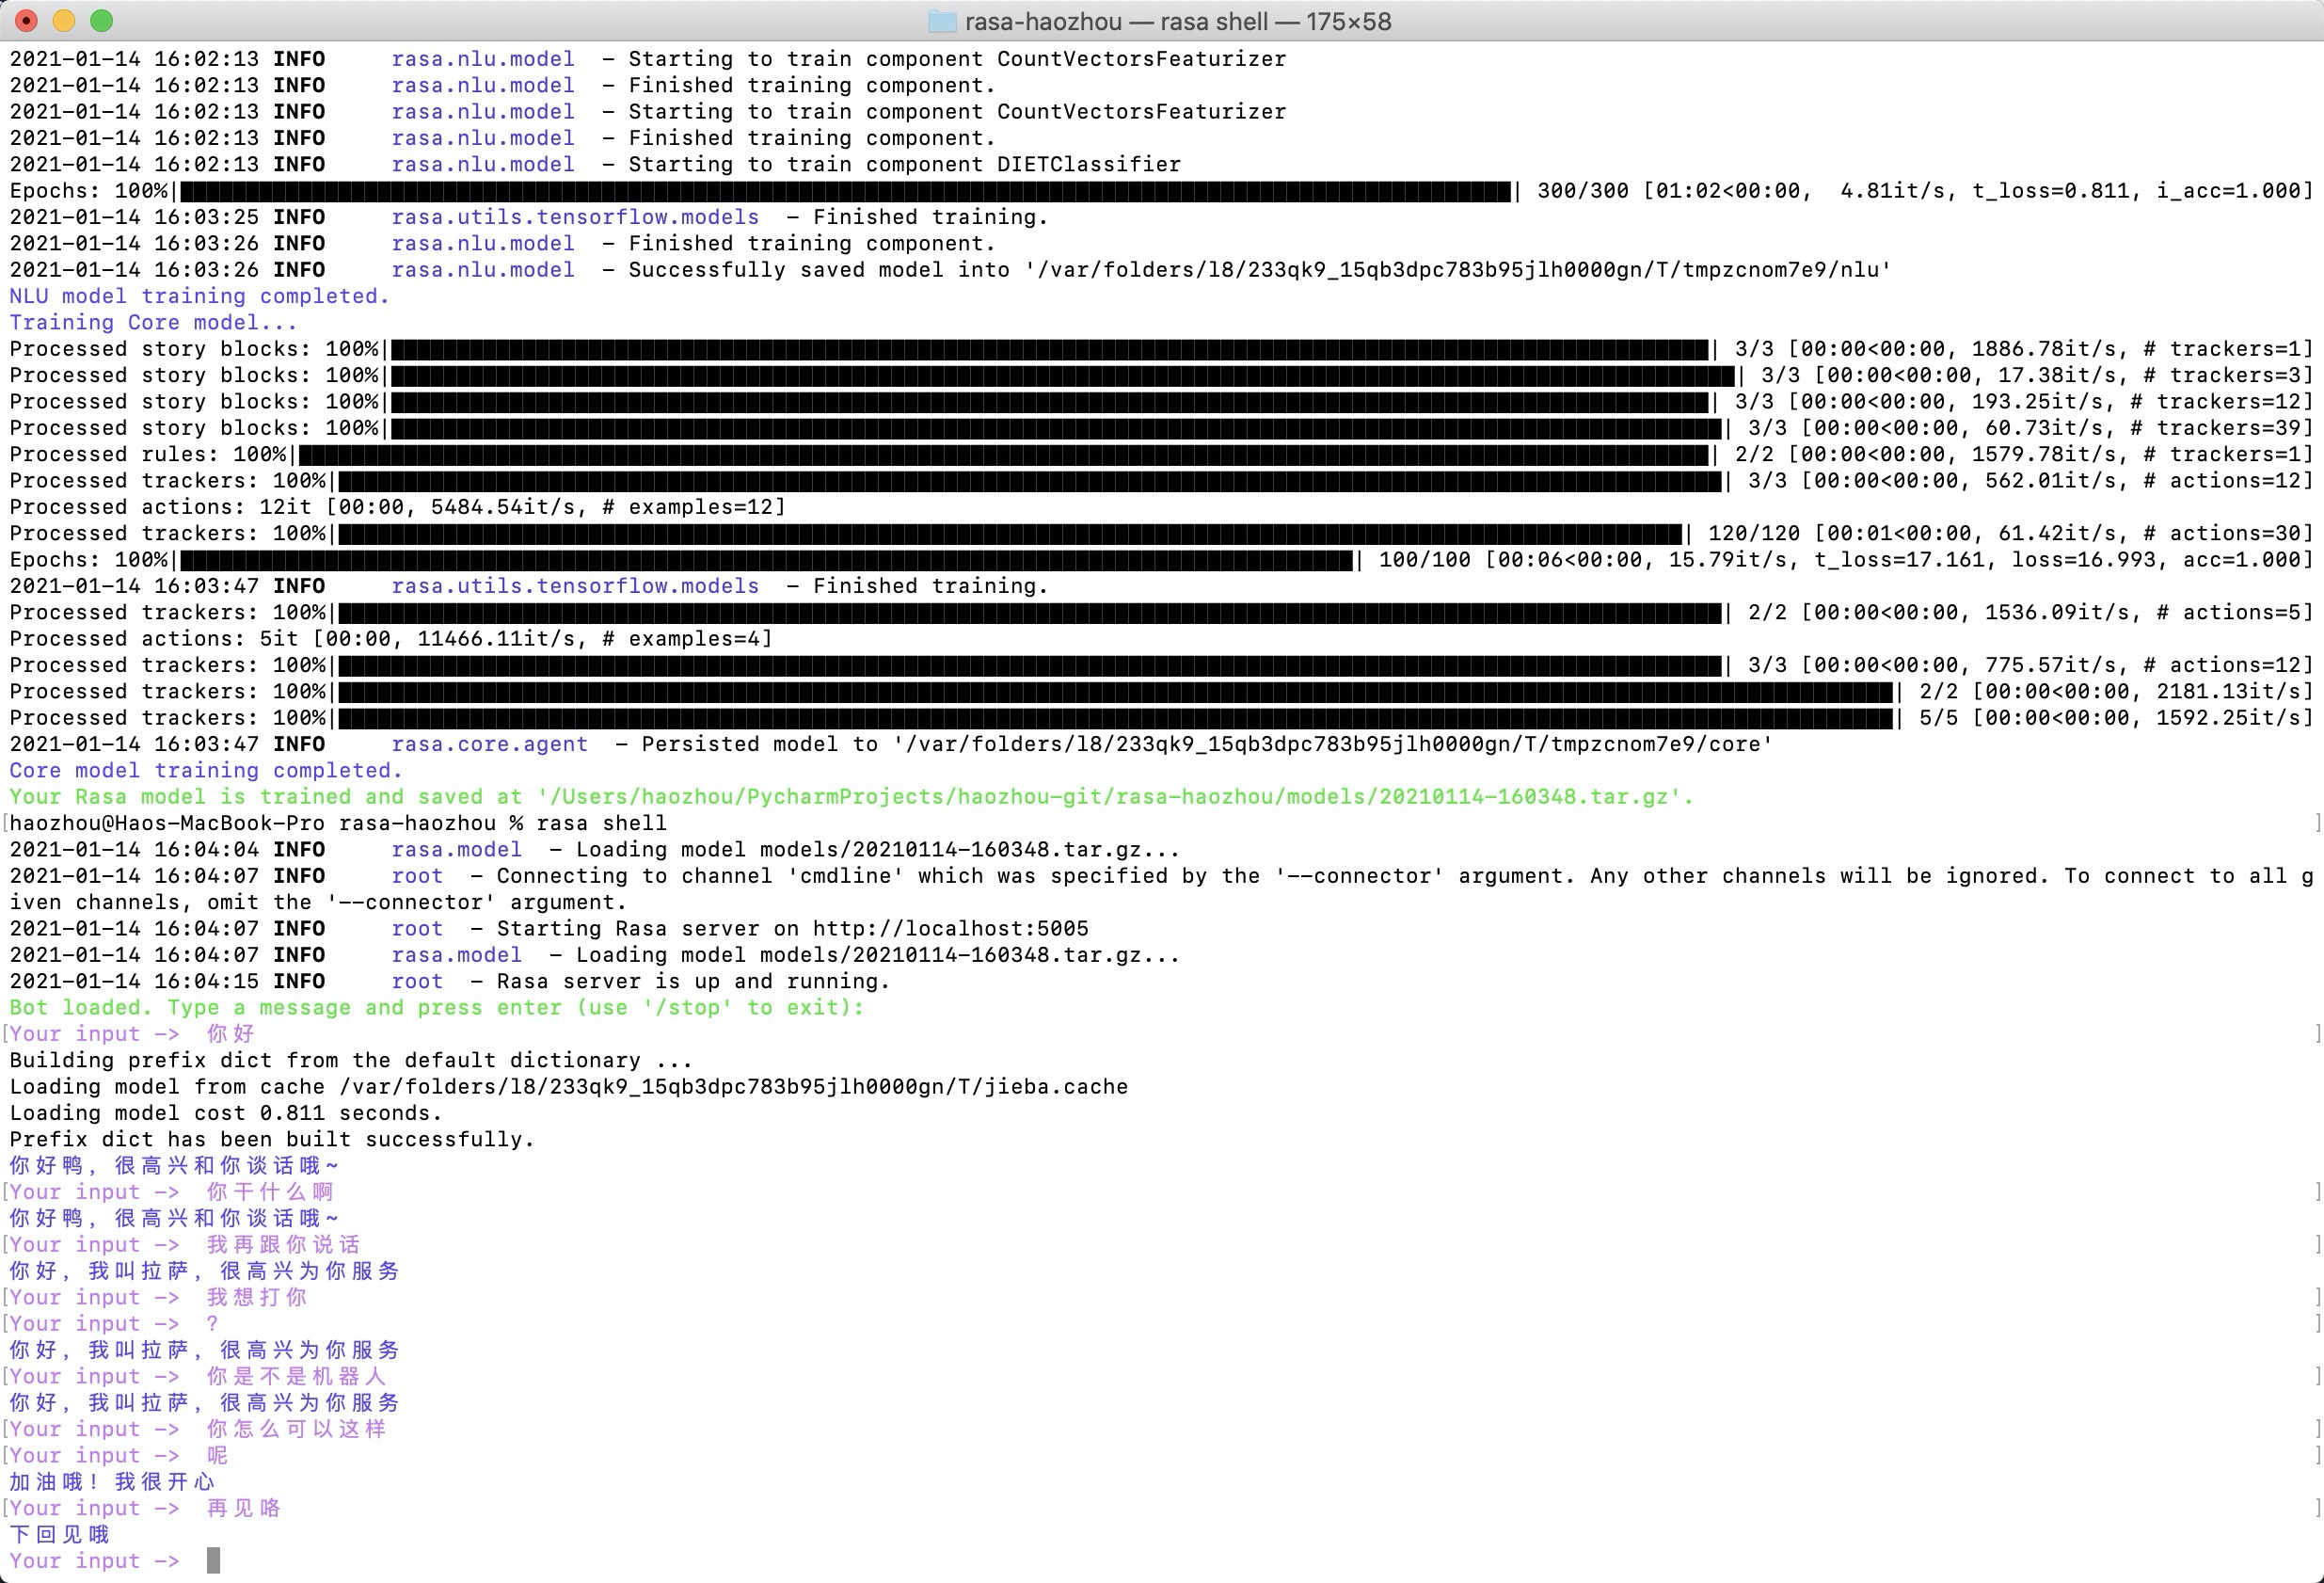 rasa-haozhou — rasa shell — 175×58
2021-01-14 16:02:13 INFO     rasa.nlu.model  - Starting to train component CountVectorsFeaturizer
2021-01-14 16:02:13 INFO     rasa.nlu.model  - Finished training component.
2021-01-14 16:02:13 INFO     rasa.nlu.model  - Starting to train component CountVectorsFeaturizer
2021-01-14 16:02:13 INFO     rasa.nlu.model  - Finished training component.
2021-01-14 16:02:13 INFO     rasa.nlu.model  - Starting to train component DIETClassifier
Epochs: 100%|| 300/300 [01:02<00:00,  4.81it/s, t_loss=0.811, i_acc=1.000]
2021-01-14 16:03:25 INFO     rasa.utils.tensorflow.models  - Finished training.
2021-01-14 16:03:26 INFO     rasa.nlu.model  - Finished training component.
2021-01-14 16:03:26 INFO     rasa.nlu.model  - Successfully saved model into '/var/folders/l8/233qk9_15qb3dpc783b95jlh0000gn/T/tmpzcnom7e9/nlu'
NLU model training completed.
Training Core model...
Processed story blocks: 100%|| 3/3 [00:00<00:00, 1886.78it/s, # trackers=1]
Processed story blocks: 100%|| 3/3 [00:00<00:00, 17.38it/s, # trackers=3]
Processed story blocks: 100%|| 3/3 [00:00<00:00, 193.25it/s, # trackers=12]
Processed story blocks: 100%|| 3/3 [00:00<00:00, 60.73it/s, # trackers=39]
Processed rules: 100%|| 2/2 [00:00<00:00, 1579.78it/s, # trackers=1]
Processed trackers: 100%|| 3/3 [00:00<00:00, 562.01it/s, # actions=12]
Processed actions: 12it [00:00, 5484.54it/s, # examples=12]
Processed trackers: 100%|| 120/120 [00:01<00:00, 61.42it/s, # actions=30]
Epochs: 100%|| 100/100 [00:06<00:00, 15.79it/s, t_loss=17.161, loss=16.993, acc=1.000]
2021-01-14 16:03:47 INFO     rasa.utils.tensorflow.models  - Finished training.
Processed trackers: 100%|| 2/2 [00:00<00:00, 1536.09it/s, # actions=5]
Processed actions: 5it [00:00, 11466.11it/s, # examples=4]
Processed trackers: 100%|| 3/3 [00:00<00:00, 775.57it/s, # actions=12]
Processed trackers: 100%|| 2/2 [00:00<00:00, 2181.13it/s]
Processed trackers: 100%|| 5/5 [00:00<00:00, 1592.25it/s]
2021-01-14 16:03:47 INFO     rasa.core.agent  - Persisted model to '/var/folders/l8/233qk9_15qb3dpc783b95jlh0000gn/T/tmpzcnom7e9/core'
Core model training completed.
Your Rasa model is trained and saved at '/Users/haozhou/PycharmProjects/haozhou-git/rasa-haozhou/models/20210114-160348.tar.gz'.
[haozhou@Haos-MacBook-Pro rasa-haozhou % rasa shell ]
2021-01-14 16:04:04 INFO     rasa.model  - Loading model models/20210114-160348.tar.gz...
2021-01-14 16:04:07 INFO     root  - Connecting to channel 'cmdline' which was specified by the '--connector' argument. Any other channels will be ignored. To connect to all g
iven channels, omit the '--connector' argument.
2021-01-14 16:04:07 INFO     root  - Starting Rasa server on http://localhost:5005
2021-01-14 16:04:07 INFO     rasa.model  - Loading model models/20210114-160348.tar.gz...
2021-01-14 16:04:15 INFO     root  - Rasa server is up and running.
Bot loaded. Type a message and press enter (use '/stop' to exit):
[Your input ->  你好 ]
Building prefix dict from the default dictionary ...
Loading model from cache /var/folders/l8/233qk9_15qb3dpc783b95jlh0000gn/T/jieba.cache
Loading model cost 0.811 seconds.
Prefix dict has been built successfully.
你好鸭，很高兴和你谈话哦~
[Your input ->  你干什么啊 ]
你好鸭，很高兴和你谈话哦~
[Your input ->  我再跟你说话 ]
你好，我叫拉萨，很高兴为你服务
[Your input ->  我想打你 ]
[Your input ->  ? ]
你好，我叫拉萨，很高兴为你服务
[Your input ->  你是不是机器人 ]
你好，我叫拉萨，很高兴为你服务
[Your input ->  你怎么可以这样 ]
[Your input ->  呢 ]
加油哦！我很开心
[Your input ->  再见咯 ]
下回见哦
Your input ->